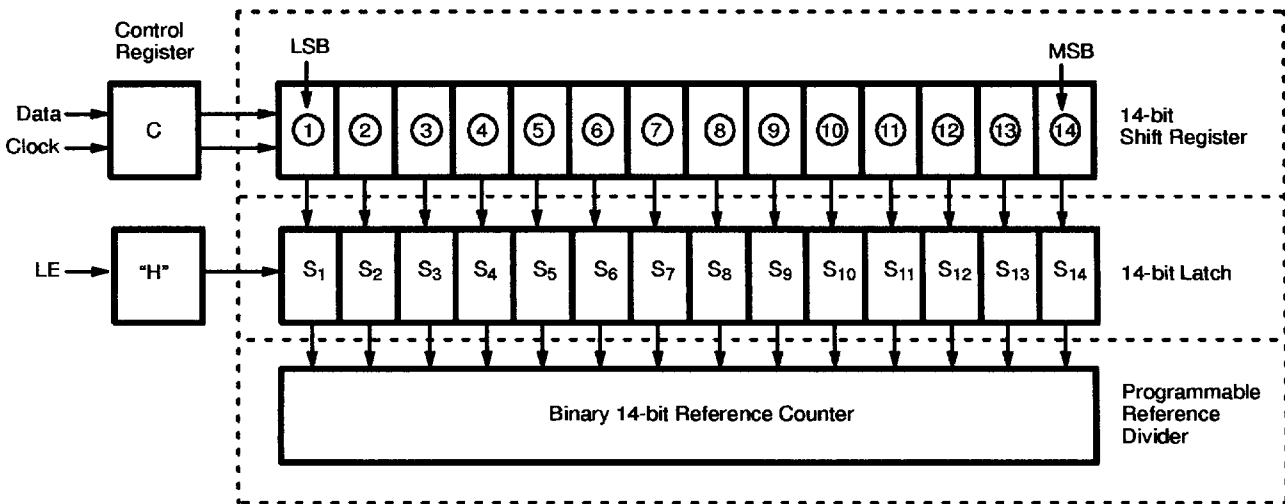 Control
Register
LSB
MSB
Data
Clock
C
1 2 3 4 5 6 7 8 9 10 11 12 13 14
14-bit
Shift Register
LE
"H"
S1 S2 S3 S4 S5 S6 S7 S8 S9 S10 S11 S12 S13 S14
14-bit Latch
Binary 14-bit Reference Counter
Programmable
Reference
Divider